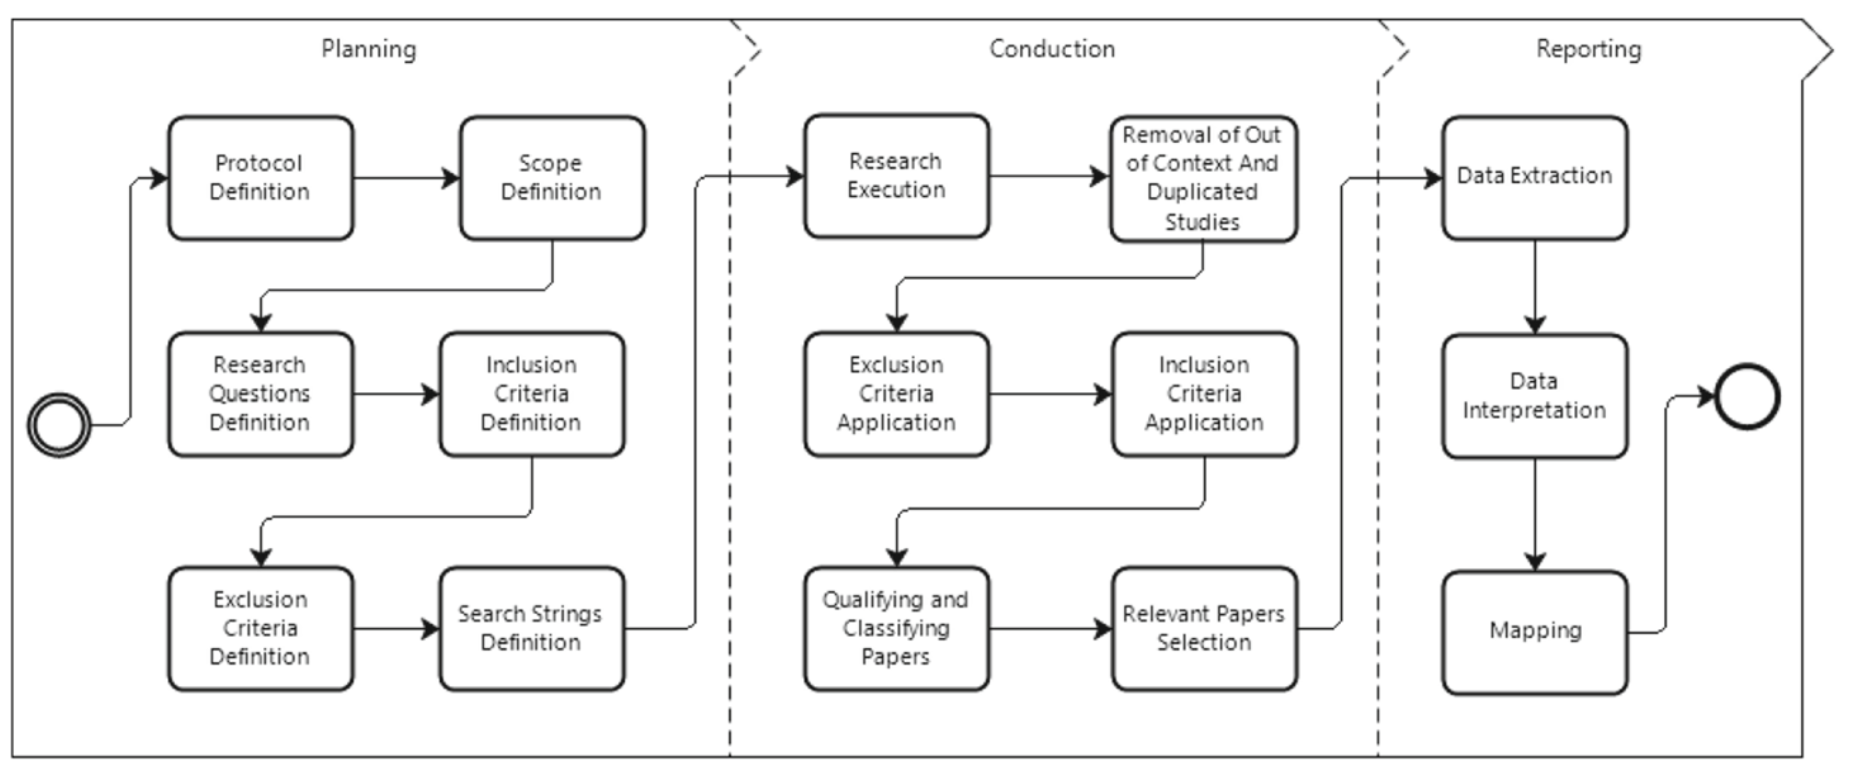 Planning
Conduction
Reporting
Protocol
Definition
Scope
Definition
Research
Questions
Definition
Inclusion
Criteria
Definition
Exclusion
Criteria
Definition
Search Strings
Definition
Research
Execution
Removal of Out
of Context And
Duplicated
Studies
Exclusion
Criteria
Application
Inclusion
Criteria
Application
Qualifying and
Classifying
Papers
Relevant Papers
Selection
Data Extraction
Data
Interpretation
Mapping